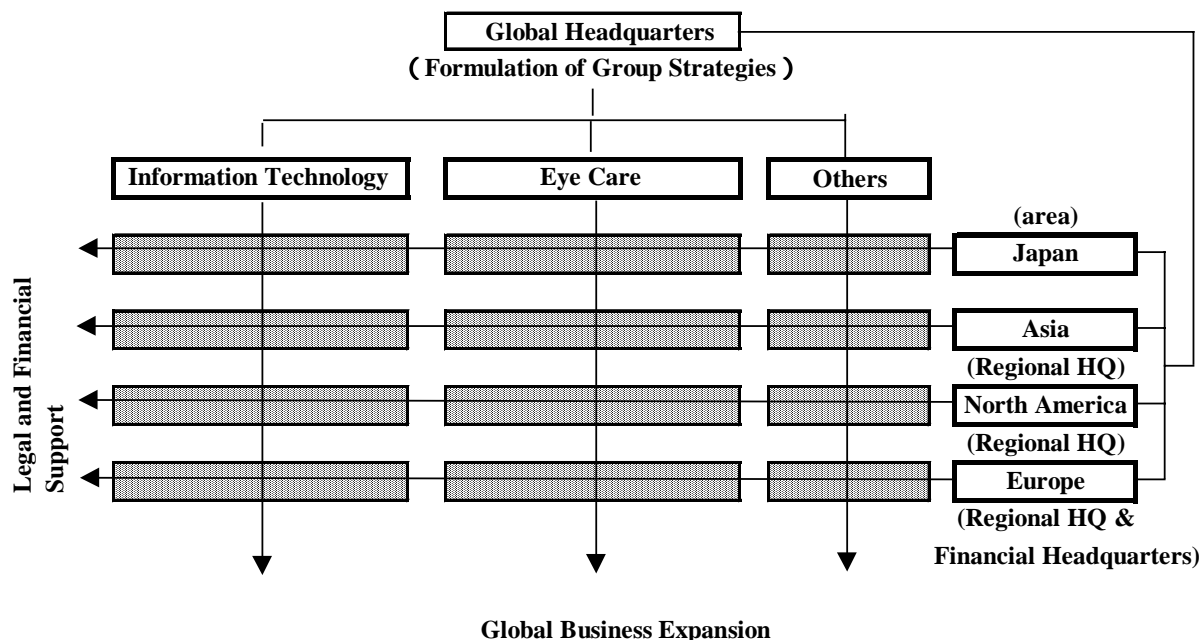 Global Headquarters
( Formulation of Group Strategies )
Information Technology
Eye Care
Others
(area)
Japan
Asia
(Regional HQ)
North America
(Regional HQ)
Europe
(Regional HQ &
Financial Headquarters)
Legal and Financial
Support
Global Business Expansion